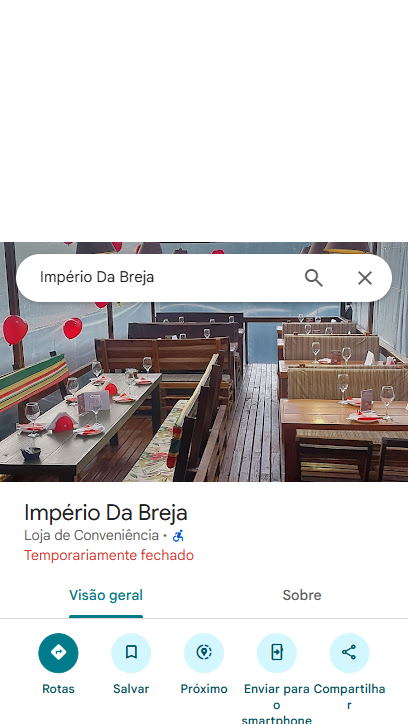 Império Da Breja
Império Da Breja
Loja de Conveniência ·
Temporariamente fechado
Visão geral
Sobre
Rotas
Salvar
Próximo
Enviar para
o
smartphone
Compartilha
r